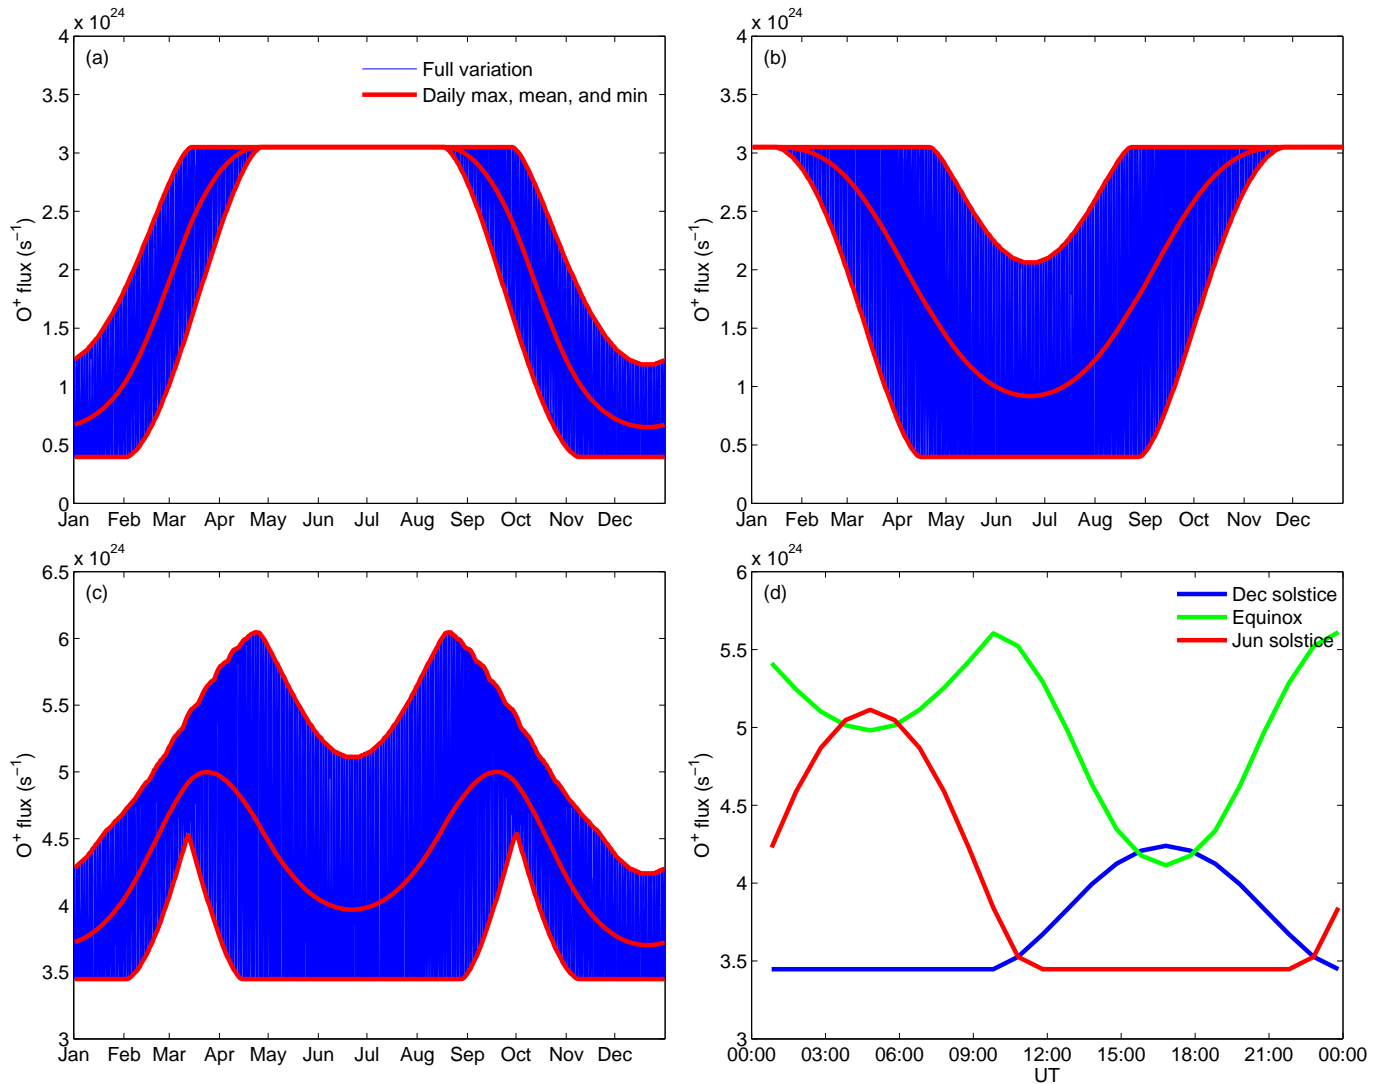 x 10^24
(a)
Full variation
Daily max, mean, and min
O^+ flux (s^−1)
4
3.5
3
2.5
2
1.5
1
0.5
0
Jan Feb Mar Apr May Jun Jul Aug Sep Oct Nov Dec
x 10^24
(b)
O^+ flux (s^−1)
4
3.5
3
2.5
2
1.5
1
0.5
0
Jan Feb Mar Apr May Jun Jul Aug Sep Oct Nov Dec
x 10^24
(c)
O^+ flux (s^−1)
6.5
6
5.5
5
4.5
4
3.5
3
Jan Feb Mar Apr May Jun Jul Aug Sep Oct Nov Dec
x 10^24
(d)
Dec solstice
Equinox
Jun solstice
O^+ flux (s^−1)
6
5.5
5
4.5
4
3.5
3
00:00 03:00 06:00 09:00 12:00 15:00 18:00 21:00 00:00
UT